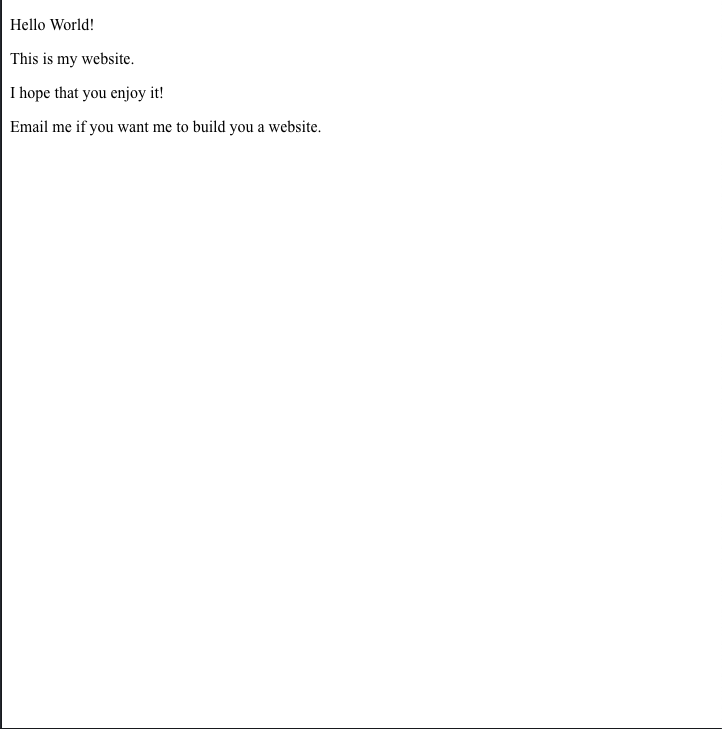 Hello World!
This is my website.
I hope that you enjoy it!
Email me if you want me to build you a website.